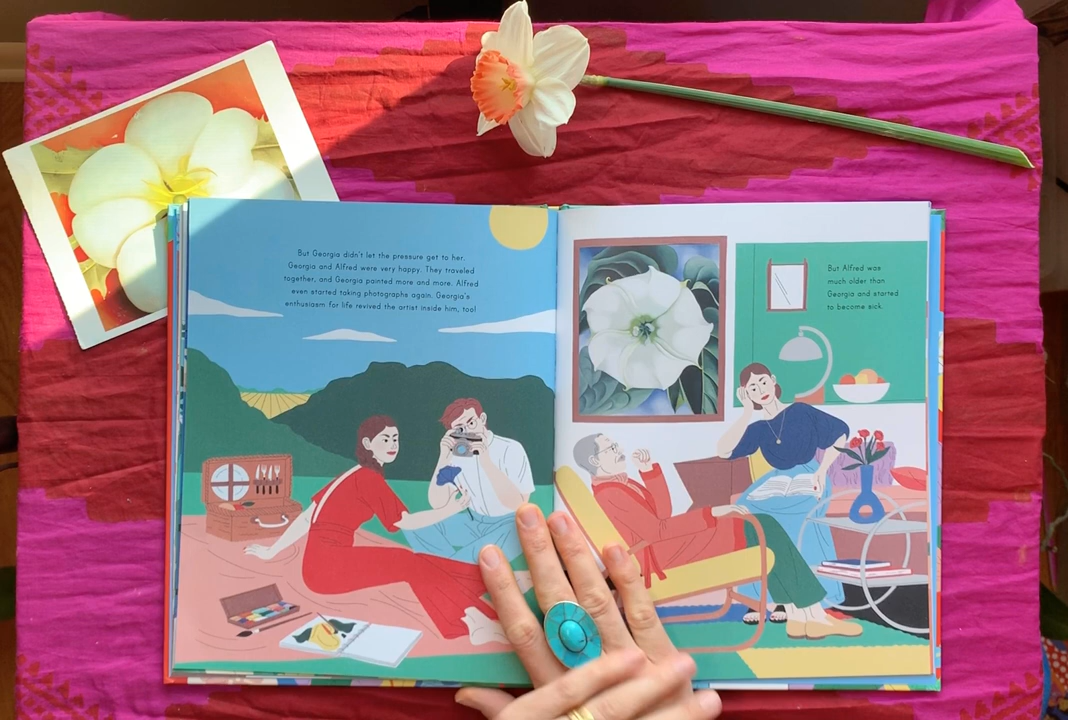 But Georgia didn't let the pressure get to her.
Georgia and Alfred were very happy. They traveled
together, and Georgia painted more and more. Alfred
even started taking photographs again. Georgia's
enthusiasm for life revived the artist inside him, too!
But Alfred was
much older than
Georgia and started
to become sick.